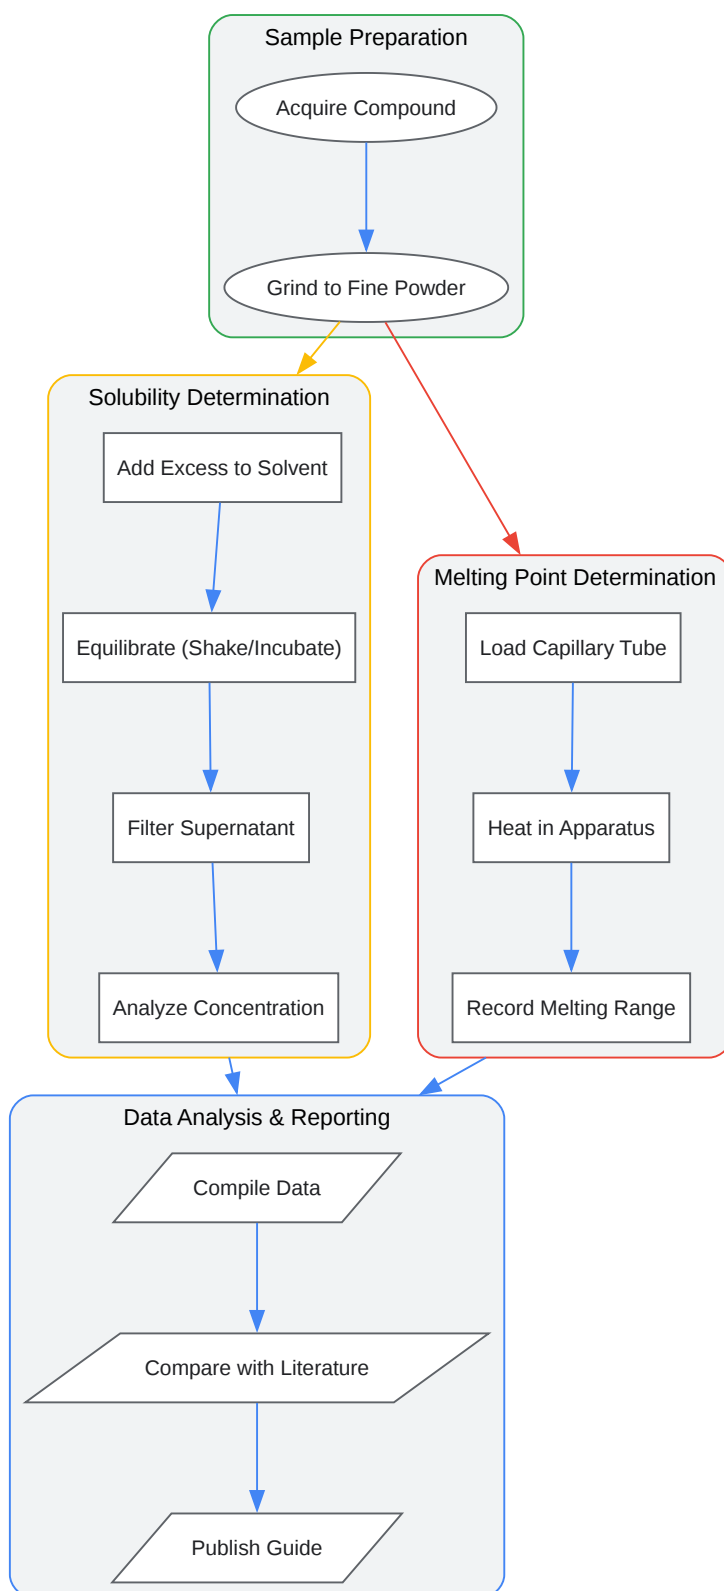 Sample Preparation
Acquire Compound
Grind to Fine Powder
Solubility Determination
Add Excess to Solvent
Equilibrate (Shake/Incubate)
Filter Supernatant
Analyze Concentration
Melting Point Determination
Load Capillary Tube
Heat in Apparatus
Record Melting Range
Data Analysis & Reporting
Compile Data
Compare with Literature
Publish Guide